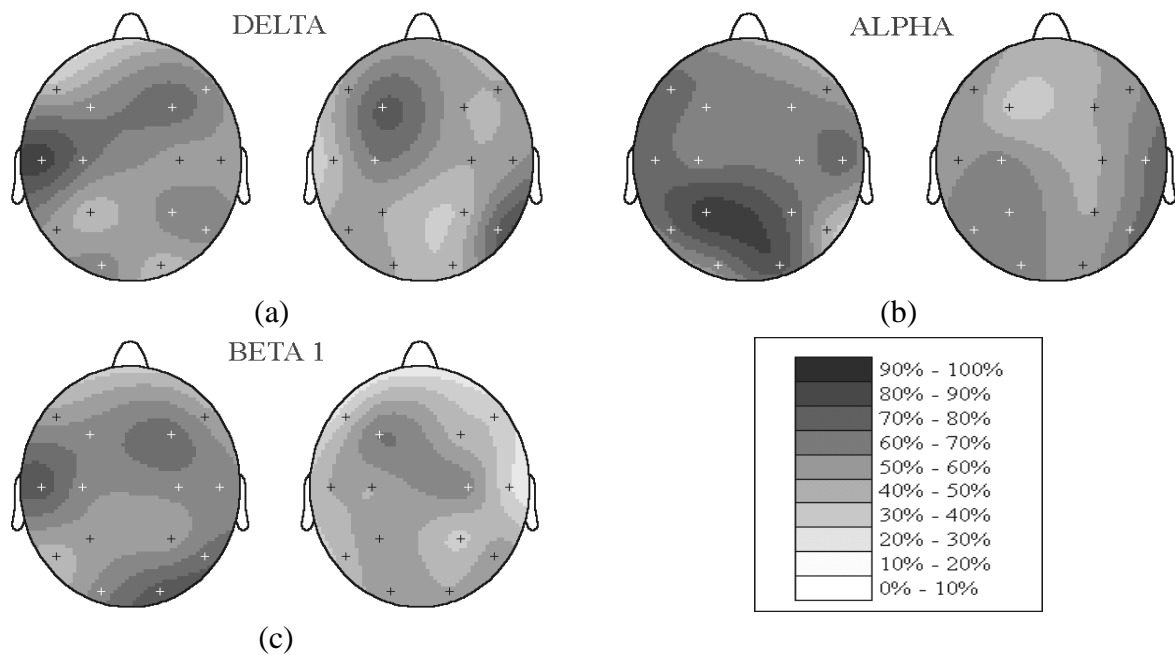 DELTA
ALPHA
(a)
(b)
BETA 1
90% - 100%
80% - 90%
70% - 80%
60% - 70%
50% - 60%
40% - 50%
30% - 40%
20% - 30%
10% - 20%
0% - 10%
(c)